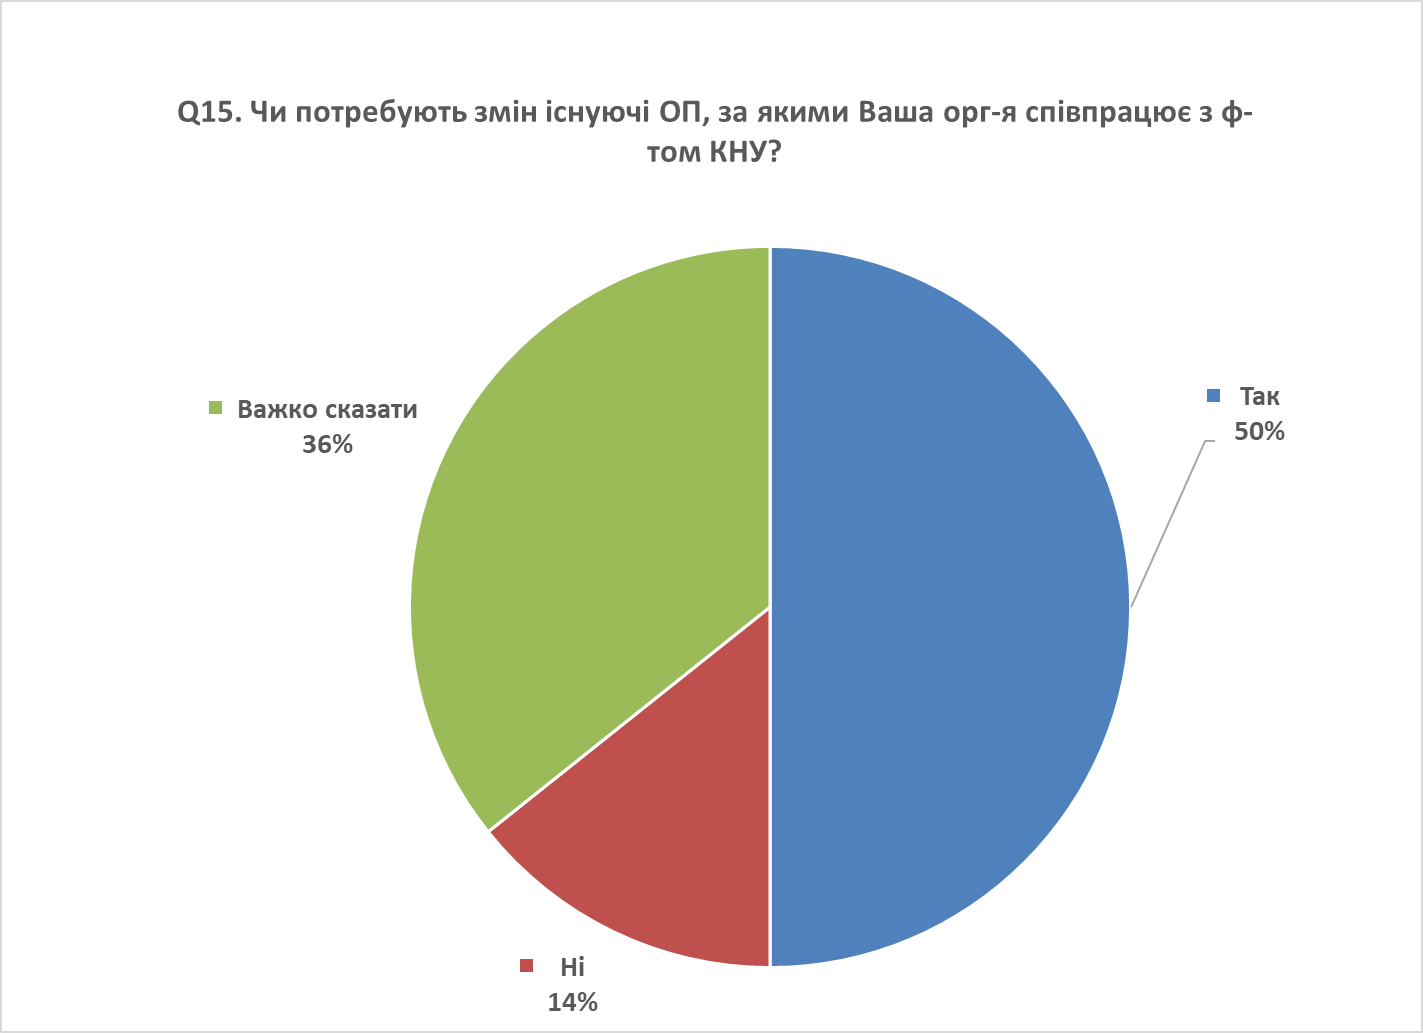 Q15. Чи потребують змін існуючі ОП, за якими Ваша орг-я співпрацює з ф-
том КНУ?
Так
50%
Важко сказати
36%
Ні
14%